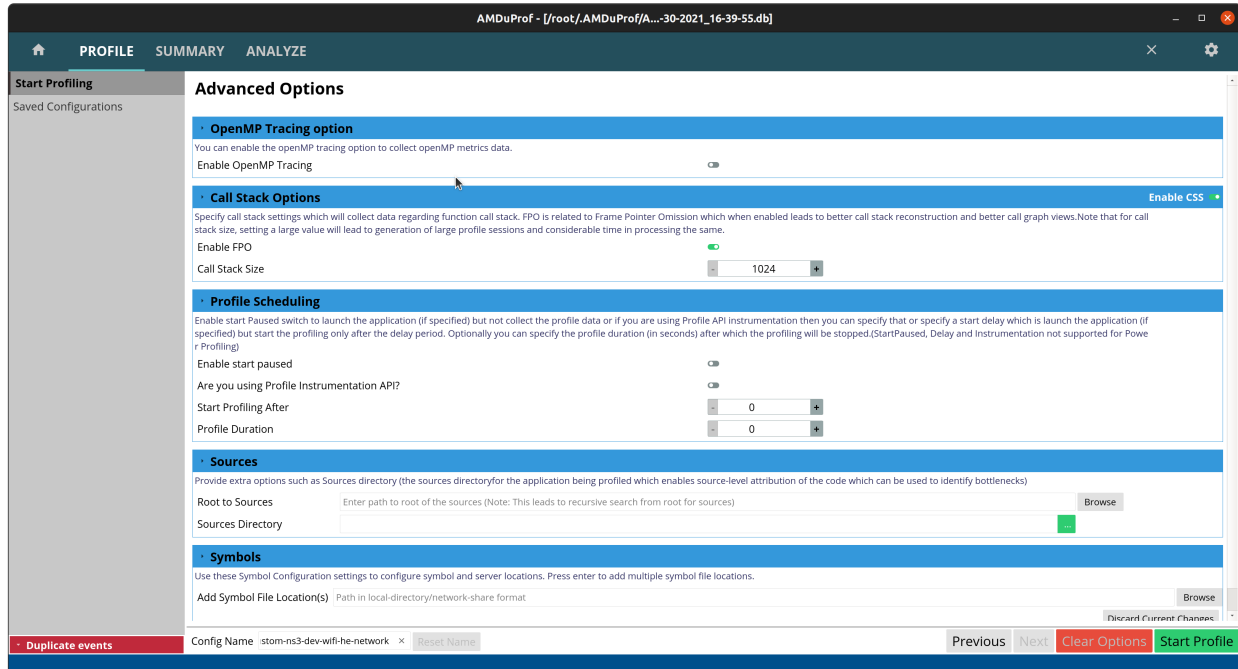 AMDuProf - [/root/.AMDuProf/A...-30-2021_16-39-55.db]
PROFILE SUMMARY ANALYZE
Start Profiling
Saved Configurations
Advanced Options
OpenMP Tracing option
You can enable the openMP tracing option to collect openMP metrics data.
Enable OpenMP Tracing
Call Stack Options Enable CSS
Specify call stack settings which will collect data regarding function call stack. FPO is related to Frame Pointer Omission which when enabled leads to better call stack reconstruction and better call graph views.Note that for call
stack size, setting a large value will lead to generation of large profile sessions and considerable time in processing the same.
Enable FPO
Call Stack Size - 1024 +
Profile Scheduling
Enable start Paused switch to launch the application (if specified) but not collect the profile data or if you are using Profile API instrumentation then you can specify that or specify a start delay which is launch the application (if
specified) but start the profiling only after the delay period. Optionally you can specify the profile duration (in seconds) after which the profiling will be stopped.(StartPaused, Delay and Instrumentation not supported for Powe
r Profiling)
Enable start paused
Are you using Profile Instrumentation API?
Start Profiling After - 0 +
Profile Duration - 0 +
Sources
Provide extra options such as Sources directory (the sources directoryfor the application being profiled which enables source-level attribution of the code which can be used to identify bottlenecks)
Root to Sources Enter path to root of the sources (Note: This leads to recursive search from root for sources) Browse
Sources Directory ...
Symbols
Use these Symbol Configuration settings to configure symbol and server locations. Press enter to add multiple symbol file locations.
Add Symbol File Location(s) Path in local-directory/network-share format Browse
Discard Current Changes
Duplicate events
Config Name stom-ns3-dev-wifi-he-network × Reset Name Previous Next Clear Options Start Profile